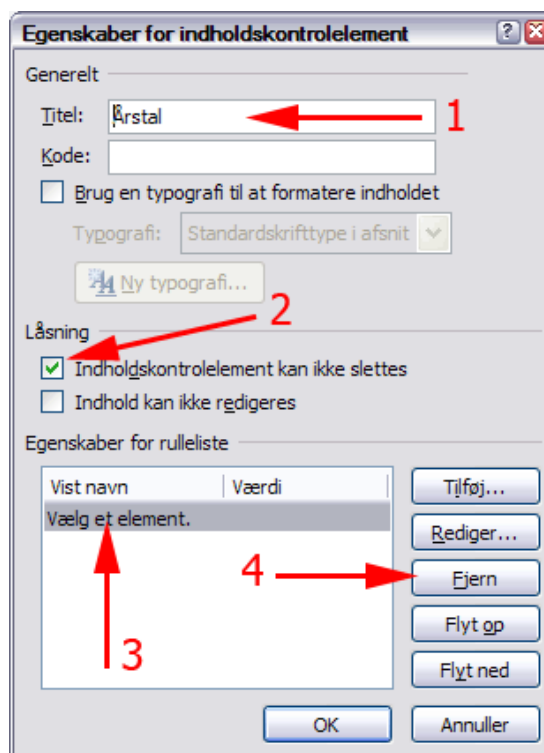 Egenskaber for indholdskontrolelement
Generelt
Titel: Årstal 1
Kode:
Brug en typografi til at formatere indholdet
Typografi: Standardskrifttype i afsnit
Ny typografi...
2
Låsning
Indholdskontrolelement kan ikke slettes
Indhold kan ikke redigeres
Egenskaber for rulleliste
Vist navn Værdi Tilføj...
Vælg et element.
Rediger...
4 Fjern
Flyt op
3
Flyt ned
OK Annuller